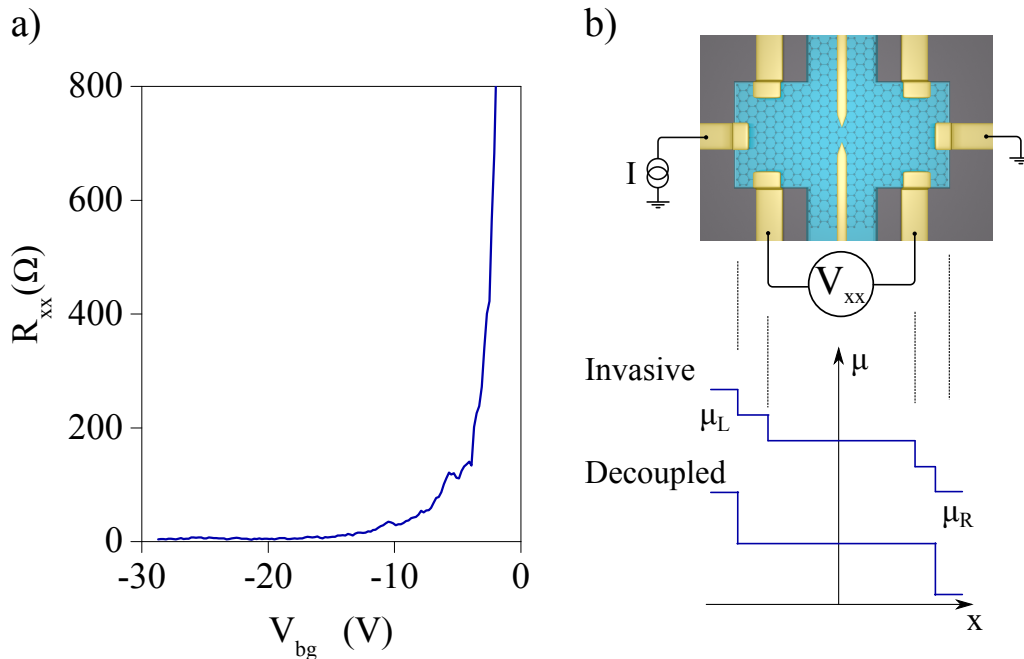 a)
800
600
400
200
0
R_xx(Ω)
-30
-20
-10
0
V_bg (V)
b)
I
V_xx
μ
Invasive
μ_L
Decoupled
μ_R
x